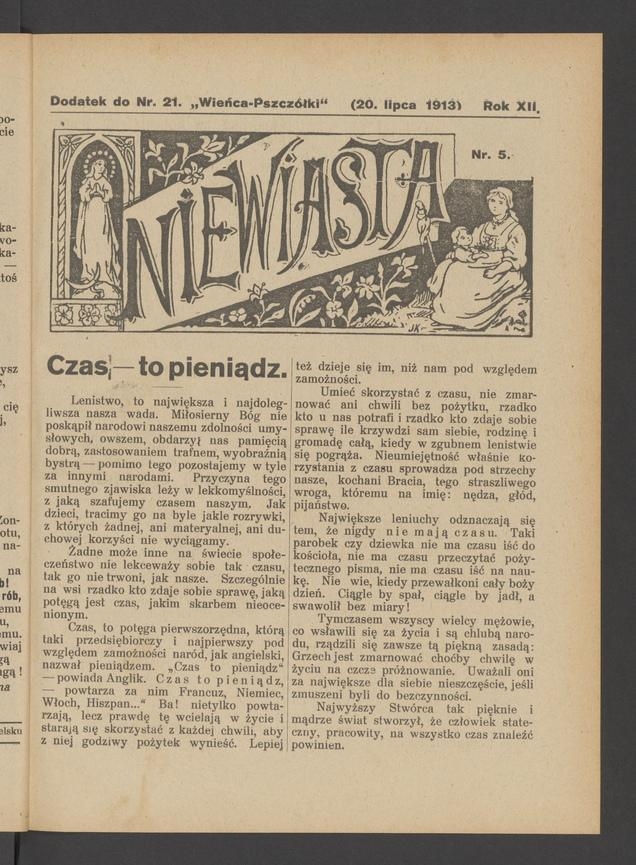 Dodatek do Nr. 21. „Wieńca-Pszczółki“ (20. lipca 1913) Rok XII.
Nr. 5.
NIEWIASTA
JK
Czas — to pieniądz.
Lenistwo, to największa i najdoleg-
liwsza nasza wada. Miłosierny Bóg nie
poskąpił narodowi naszemu zdolności umy-
słowych, owszem, obdarzył nas pamięcią
dobrą, zastosowaniem trafnem, wyobraźnią
bystrą — pomimo tego pozostajemy w tyle
za innymi narodami. Przyczyna tego
smutnego zjawiska leży w lekkomyślności,
z jaką szafujemy czasem naszym. Jak
dzieci, tracimy go na byle jakie rozrywki,
z których żadnej, ani materyalnej, ani du-
chowej korzyści nie wyciągamy.
Żadne może inne na świecie społe-
czeństwo nie lekceważy sobie tak czasu,
tak go nie trwoni, jak nasze. Szczególnie
na wsi rzadko kto zdaje sobie sprawę, jaką
potęgą jest czas, jakim skarbem nieoce-
nionym.
Czas, to potęga pierwszorzędna, którą
taki przedsiębiorczy i najpierwszy pod
względem zamożności naród, jak angielski,
nazwał pieniądzem. „Czas to pieniądz“
— powiada Anglik. Czas to pieniądz,
— powtarza za nim Francuz, Niemiec,
Włoch, Hiszpan...“ Ba! nietylko powta-
rzają, lecz prawdę tę wcielają w życie i
starają się skorzystać z każdej chwili, aby
z niej godziwy pożytek wynieść. Lepiej
też dzieje się im, niż nam pod względem
zamożności.
Umieć skorzystać z czasu, nie zmar-
nować ani chwili bez pożytku, rzadko
kto u nas potrafi i rzadko kto zdaje sobie
sprawę ile krzywdzi sam siebie, rodzinę i
gromadę całą, kiedy w zgubnem lenistwie
się pogrąża. Nieumiejętność właśnie ko-
rzystania z czasu sprowadza pod strzechy
nasze, kochani Bracia, tego straszliwego
wroga, któremu na imię: nędza, głód,
pijaństwo.
Największe leniuchy odznaczają się
tem, że nigdy nie mają czasu. Taki
parobek czy dziewka nie ma czasu iść do
kościoła, nie ma czasu przeczytać poży-
tecznego pisma, nie ma czasu iść na nau-
kę. Nie wie, kiedy przewałkoni cały boży
dzień. Ciągle by spał, ciągle by jadł, a
swawolił bez miary!
Tymczasem wszyscy wielcy mężowie,
co wsławili się za życia i są chlubą naro-
du, rządzili się zawsze tą piękną zasadą:
Grzech jest zmarnować choćby chwilę w
życiu na czcze próżnowanie. Uważali oni
za największe dla siebie nieszczęście, jeśli
zmuszeni byli do bezczynności.
Najwyższy Stwórca tak pięknie i
mądrze świat stworzył, że człowiek state-
czny, pracowity, na wszystko czas znaleźć
powinien.